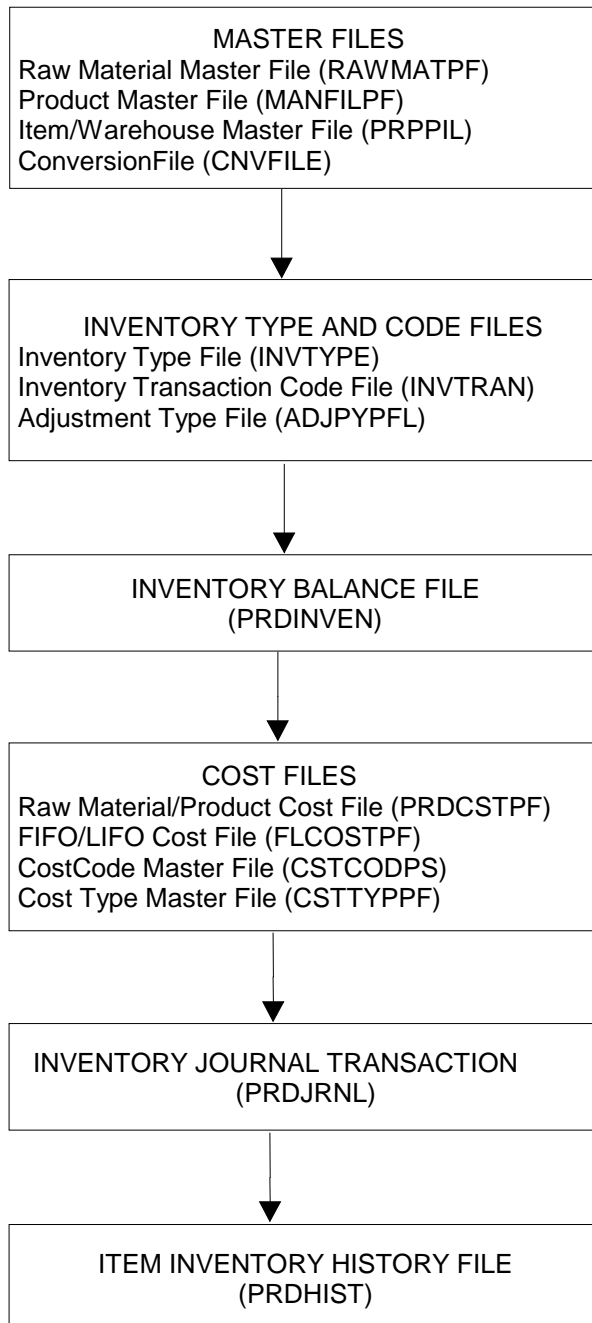 MASTER FILES
Raw Material Master File (RAWMATPF)
Product Master File (MANFILPF)
Item/Warehouse Master File (PRPPIL)
ConversionFile (CNVFILE)
INVENTORY TYPE AND CODE FILES
Inventory Type File (INVTYPE)
Inventory Transaction Code File (INVTRAN)
Adjustment Type File (ADJPYPFL)
INVENTORY BALANCE FILE
(PRDINVEN)
COST FILES
Raw Material/Product Cost File (PRDCSTPF)
FIFO/LIFO Cost File (FLCOSTPF)
CostCode Master File (CSTCODPS)
Cost Type Master File (CSTTYPPF)
INVENTORY JOURNAL TRANSACTION
(PRDJRNL)
ITEM INVENTORY HISTORY FILE
(PRDHIST)